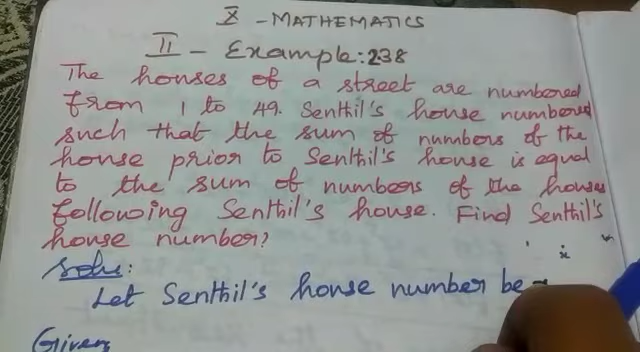 X - MATHEMATICS
II - Example: 2.38
The houses of a street are numbered
from 1 to 49. Senthil's house numbered
such that the sum of numbers of the
house prior to Senthil's house is equal
to the sum of numbers of the houses
following Senthil's house. Find Senthil's
house number?
Soln:
Let Senthil's house number be x
Given